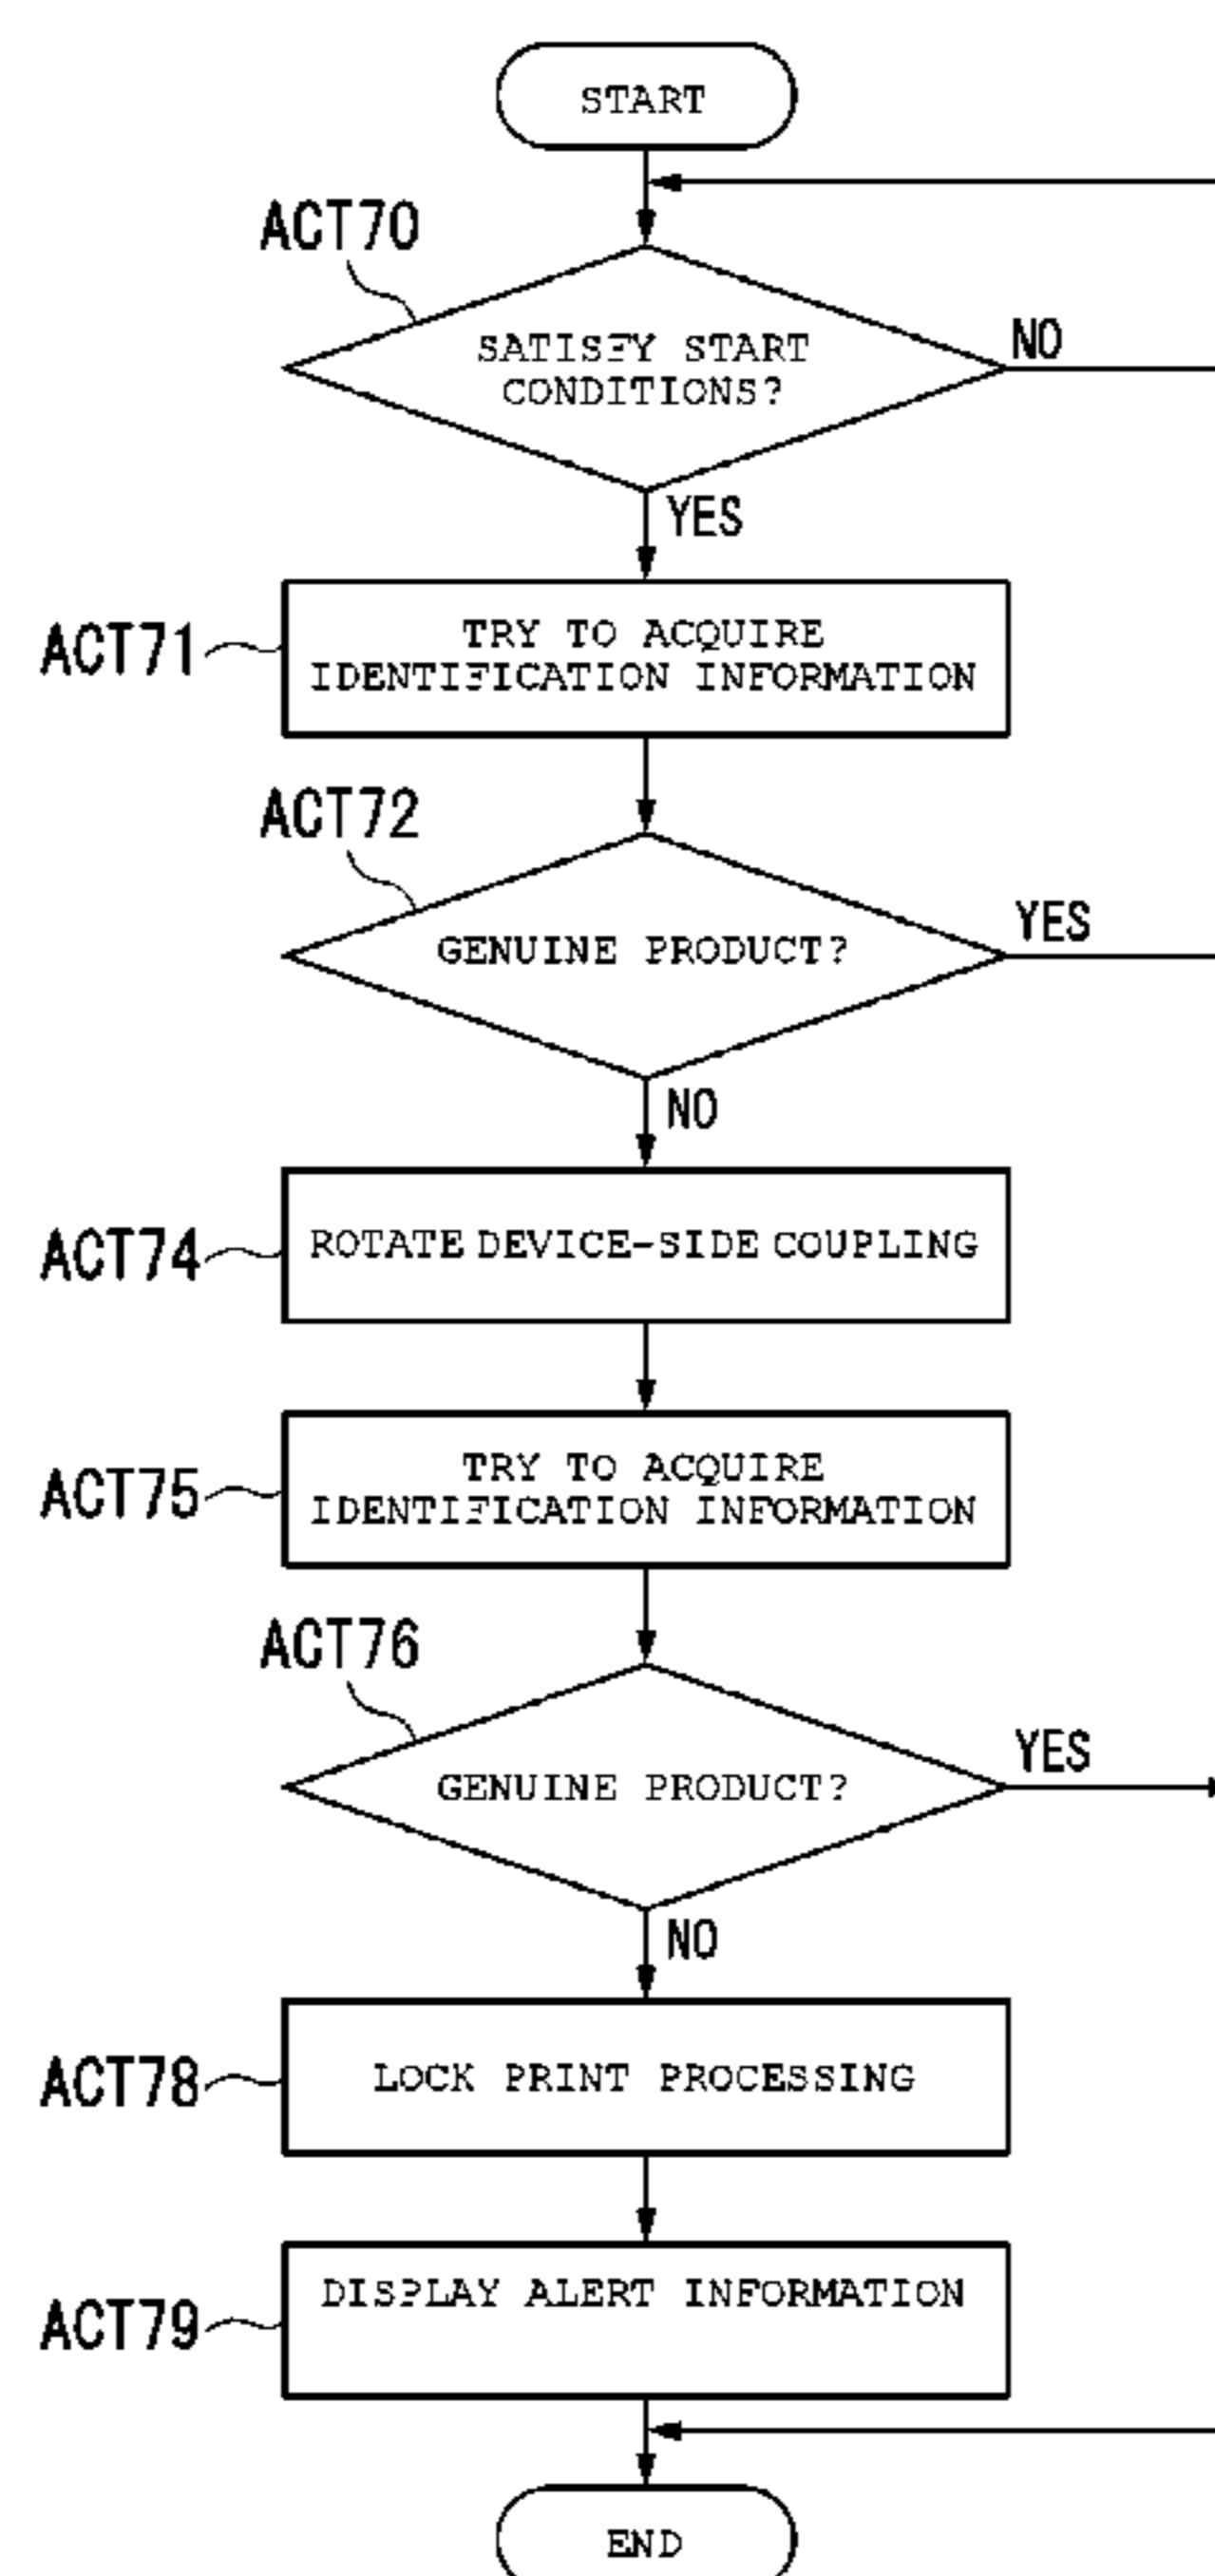 START
ACT70
SATISFY START
CONDITIONS?
NO
YES
ACT71
TRY TO ACQUIRE
IDENTIFICATION INFORMATION
ACT72
GENUINE PRODUCT?
YES
NO
ACT74
ROTATE DEVICE-SIDE COUPLING
ACT75
TRY TO ACQUIRE
IDENTIFICATION INFORMATION
ACT76
GENUINE PRODUCT?
YES
NO
ACT78
LOCK PRINT PROCESSING
ACT79
DISPLAY ALERT INFORMATION
END